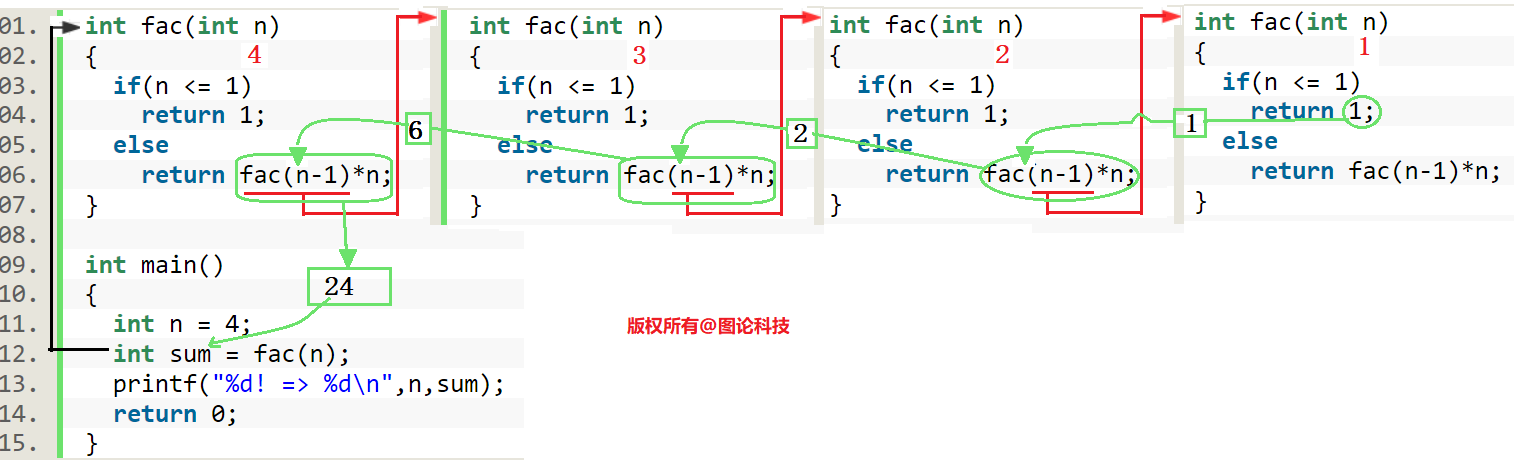 01. int fac(int n)
02. { 4
03. if(n <= 1)
04. return 1;
05. else
06. return fac(n-1)*n;
07. }
08.
09. int main()
10. {
11. int n = 4;
12. int sum = fac(n);
13. printf("%d! => %d\n",n,sum);
14. return 0;
15. }
24
6
int fac(int n)
{ 3
if(n <= 1)
return 1;
else
return fac(n-1)*n;
}
2
int fac(int n)
{ 2
if(n <= 1)
return 1;
else
return fac(n-1)*n;
}
1
int fac(int n)
{ 1
if(n <= 1)
return 1;
else
return fac(n-1)*n;
}
版权所有@图论科技